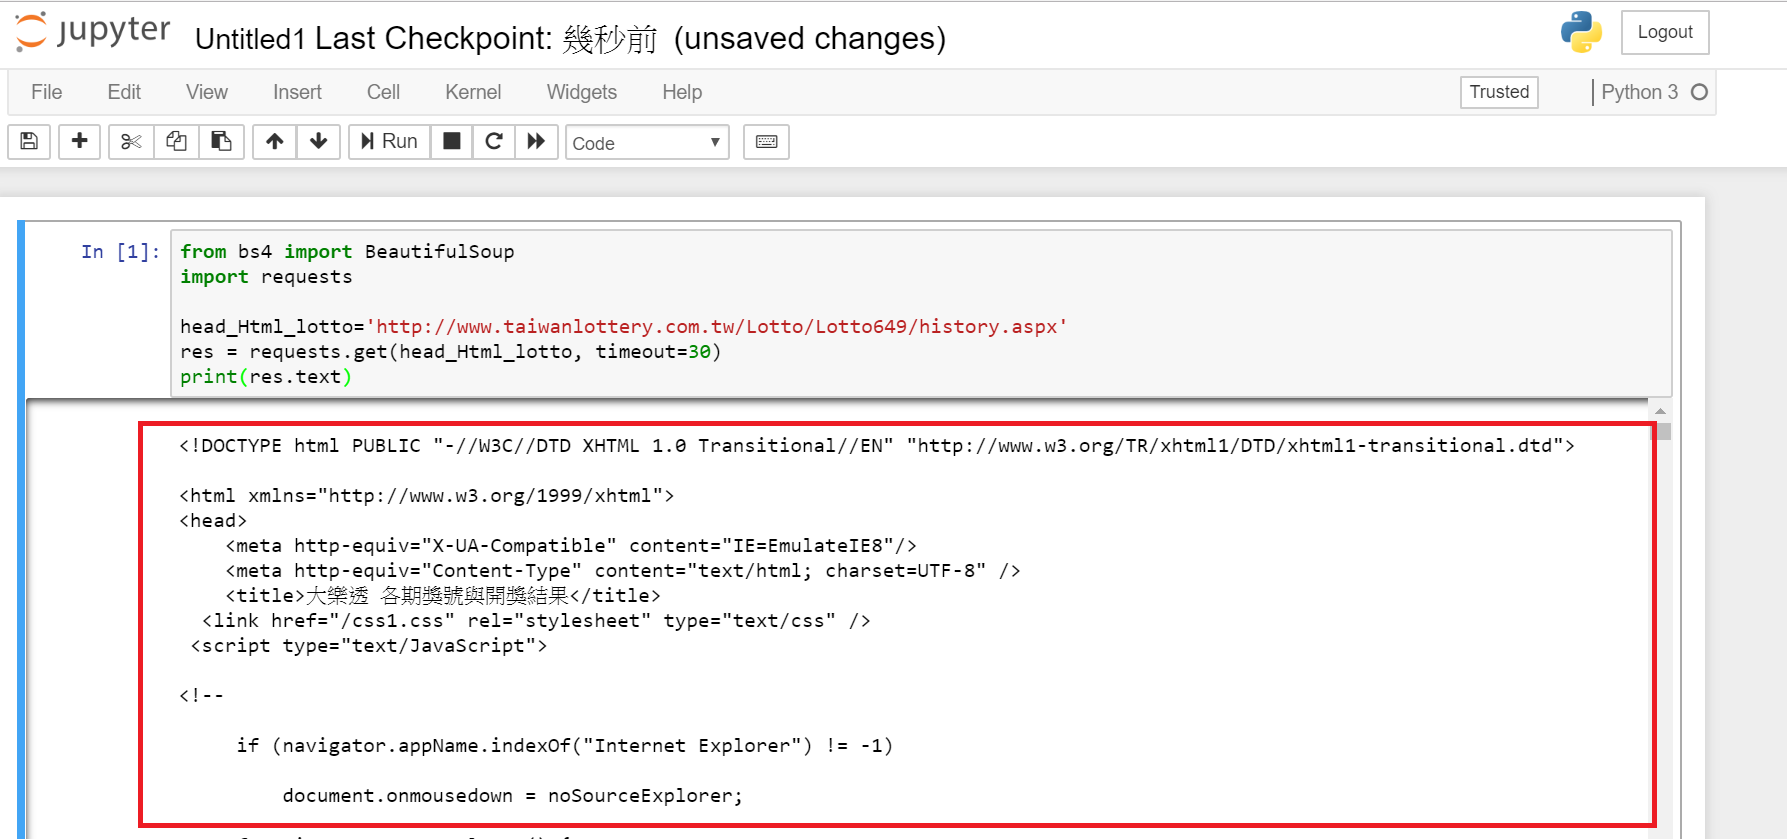 jupyter Untitled1 Last Checkpoint: 幾秒前 (unsaved changes) Logout
File Edit View Insert Cell Kernel Widgets Help Trusted Python 3
Run Code
In [1]: from bs4 import BeautifulSoup
import requests
head_Html_lotto='http://www.taiwanlottery.com.tw/Lotto/Lotto649/history.aspx'
res = requests.get(head_Html_lotto, timeout=30)
print(res.text)
<!DOCTYPE html PUBLIC "-//W3C//DTD XHTML 1.0 Transitional//EN" "http://www.w3.org/TR/xhtml1/DTD/xhtml1-transitional.dtd">
<html xmlns="http://www.w3.org/1999/xhtml">
<head>
<meta http-equiv="X-UA-Compatible" content="IE=EmulateIE8"/>
<meta http-equiv="Content-Type" content="text/html; charset=UTF-8" />
<title>大樂透 各期獎號與開獎結果</title>
<link href="/css1.css" rel="stylesheet" type="text/css" />
<script type="text/JavaScript">
<!--
if (navigator.appName.indexOf("Internet Explorer") != -1)
document.onmousedown = noSourceExplorer;